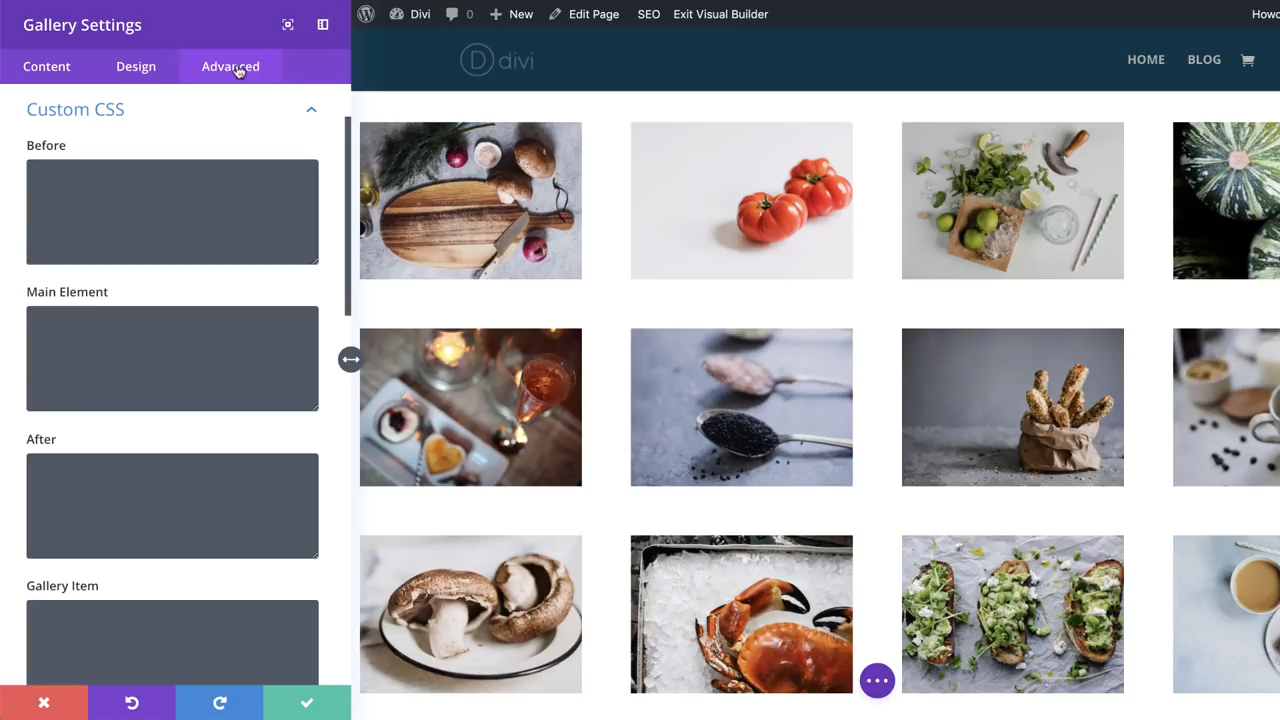 Gallery Settings
Content Design Advanced
Custom CSS
Before
Main Element
After
Gallery Item
Divi 0 New Edit Page SEO Exit Visual Builder Howd
D divi
HOME BLOG